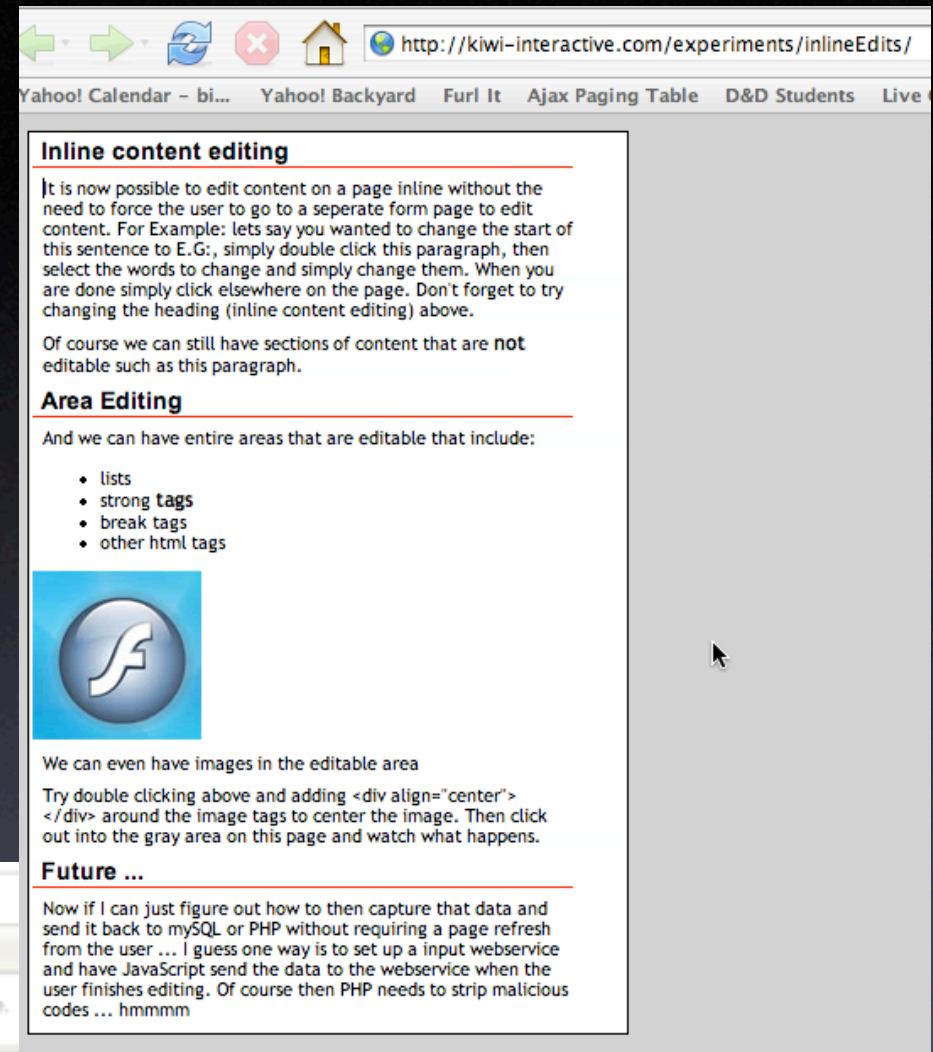 http://kiwi-interactive.com/experiments/inlineEdits/
Yahoo! Calendar - bi... Yahoo! Backyard Furl It Ajax Paging Table D&D Students Live
Inline content editing
It is now possible to edit content on a page inline without the
need to force the user to go to a seperate form page to edit
content. For Example: lets say you wanted to change the start of
this sentence to E.G:, simply double click this paragraph, then
select the words to change and simply change them. When you
are done simply click elsewhere on the page. Don't forget to try
changing the heading (inline content editing) above.
Of course we can still have sections of content that are not
editable such as this paragraph.
Area Editing
And we can have entire areas that are editable that include:
• lists
• strong tags
• break tags
• other html tags
We can even have images in the editable area
Try double clicking above and adding <div align="center">
</div> around the image tags to center the image. Then click
out into the gray area on this page and watch what happens.
Future ...
Now if I can just figure out how to then capture that data and
send it back to mySQL or PHP without requiring a page refresh
from the user ... I guess one way is to set up a input webservice
and have JavaScript send the data to the webservice when the
user finishes editing. Of course then PHP needs to strip malicious
codes ... hmmmm